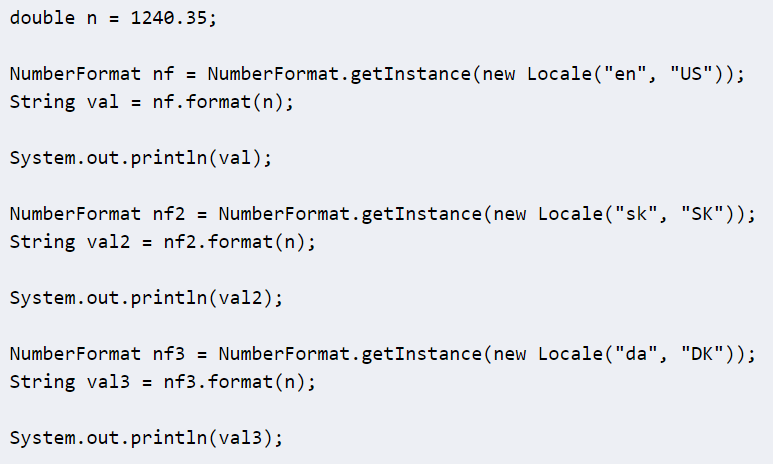 double n = 1240.35;
NumberFormat nf = NumberFormat.getInstance(new Locale("en", "US"));
String val = nf.format(n);
System.out.println(val);
NumberFormat nf2 = NumberFormat.getInstance(new Locale("sk", "SK"));
String val2 = nf2.format(n);
System.out.println(val2);
NumberFormat nf3 = NumberFormat.getInstance(new Locale("da", "DK"));
String val3 = nf3.format(n);
System.out.println(val3);